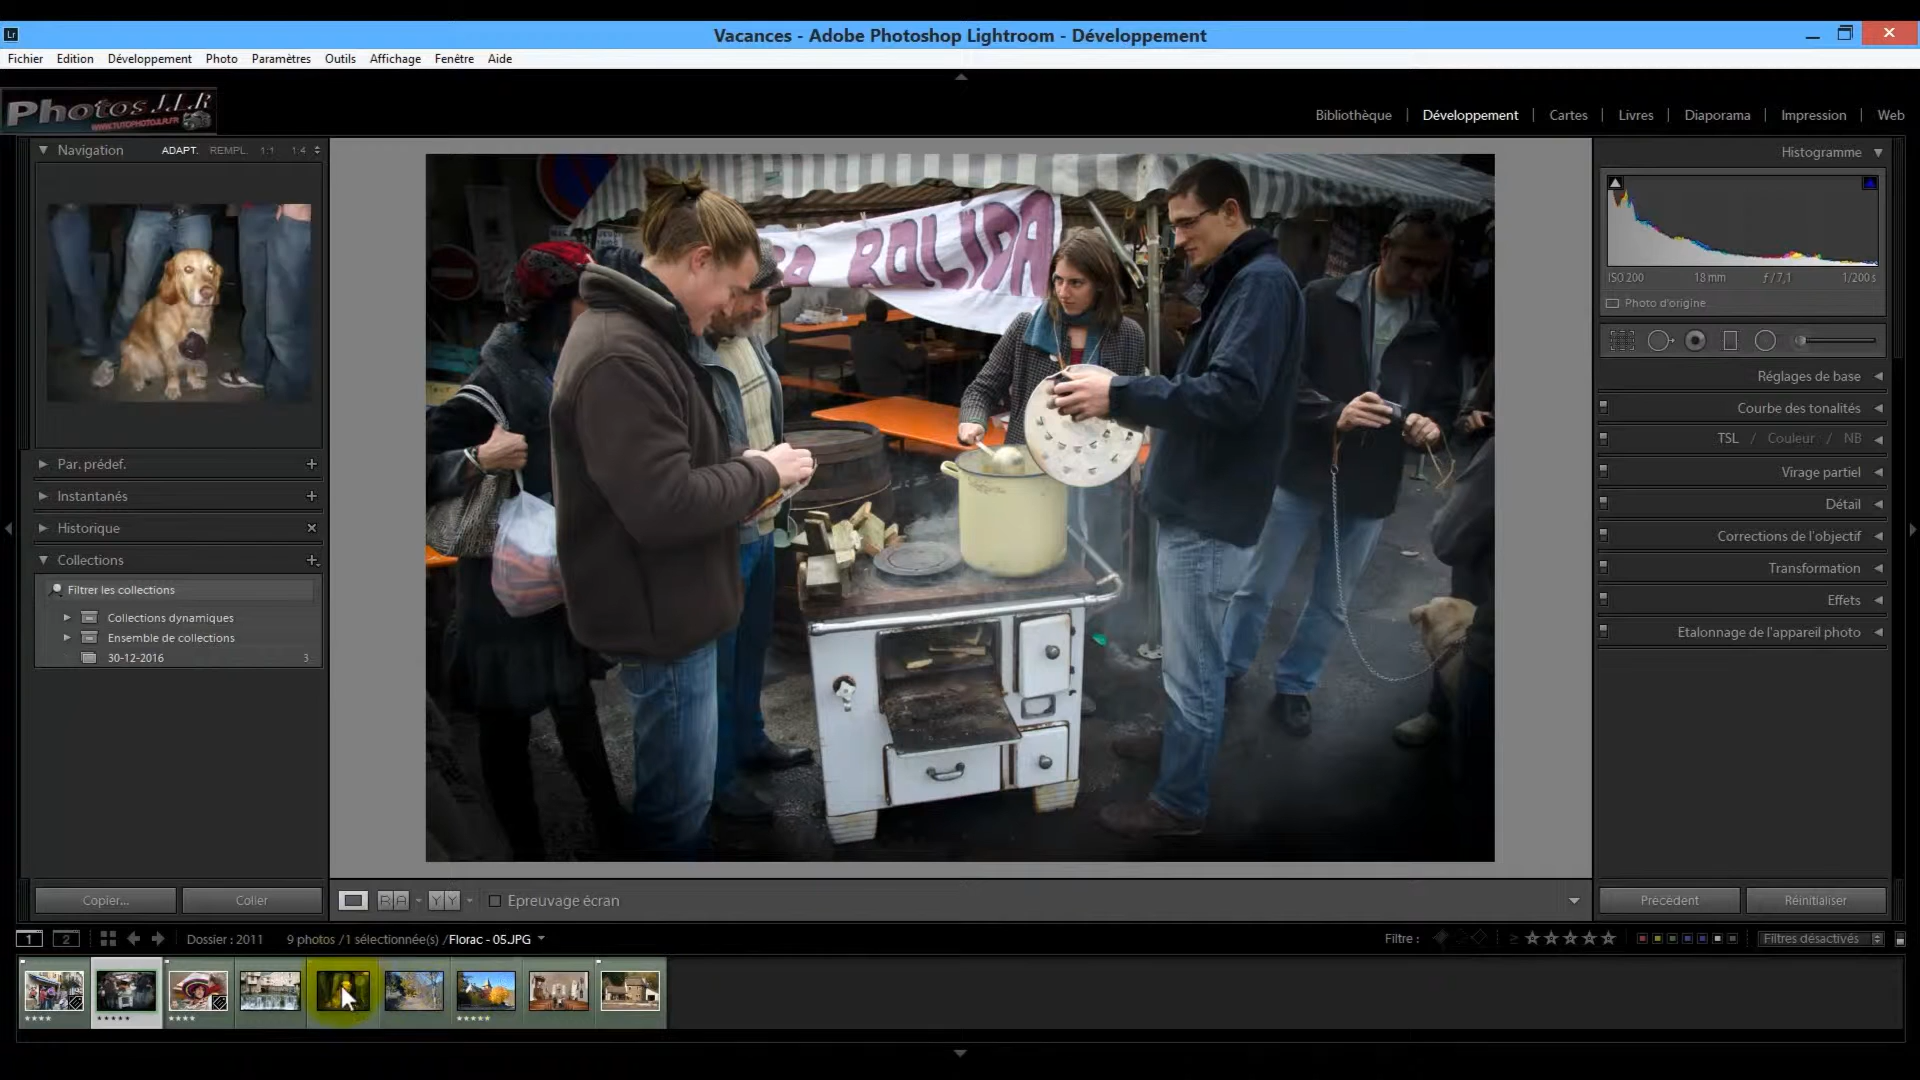 Lr
Vacances - Adobe Photoshop Lightroom - Développement
Fichier Edition Développement Photo Paramètres Outils Affichage Fenêtre Aide
Photos J.L.R
WWW.TUTOPHOTOJLR.FR
Bibliothèque | Développement | Cartes | Livres | Diaporama | Impression | Web
Navigation ADAPT. REMPL. 1:1 1:4
Histogramme
BOLIDA
ISO 200 18 mm ƒ / 7,1 1/200 s
Photo d'origine
Réglages de base
Courbe des tonalités
TSL / Couleur / NB
Par. prédef.
Virage partiel
Instantanés
Détail
Historique
Corrections de l'objectif
Collections
Transformation
Filtrer les collections
Effets
Collections dynamiques
Ensemble de collections
Etalonnage de l'appareil photo
30-12-2016 3
Copier... Coller
R A Y Y Epreuvage écran
Précédent Réinitialiser
1 2 Dossier : 2011 9 photos /1 sélectionnée(s) /Florac - 05.JPG
Filtre : Filtres désactivés